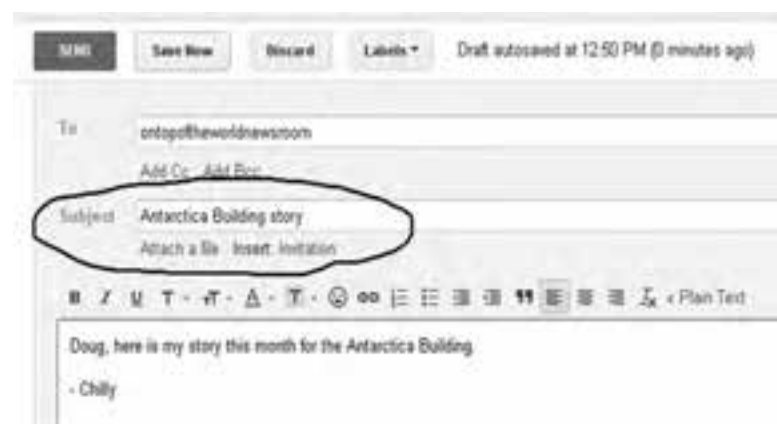 SEND Save Now Discard Labels Draft autosaved at 12:50 PM (0 minutes ago)
To ontopoftheworldnewsroom
Add Cc Add Bcc
Subject Antarctica Building story
Attach a file Insert: Invitation
B I U T T A T “ « Plain Text
Doug, here is my story this month for the Antarctica Building.
- Chilly